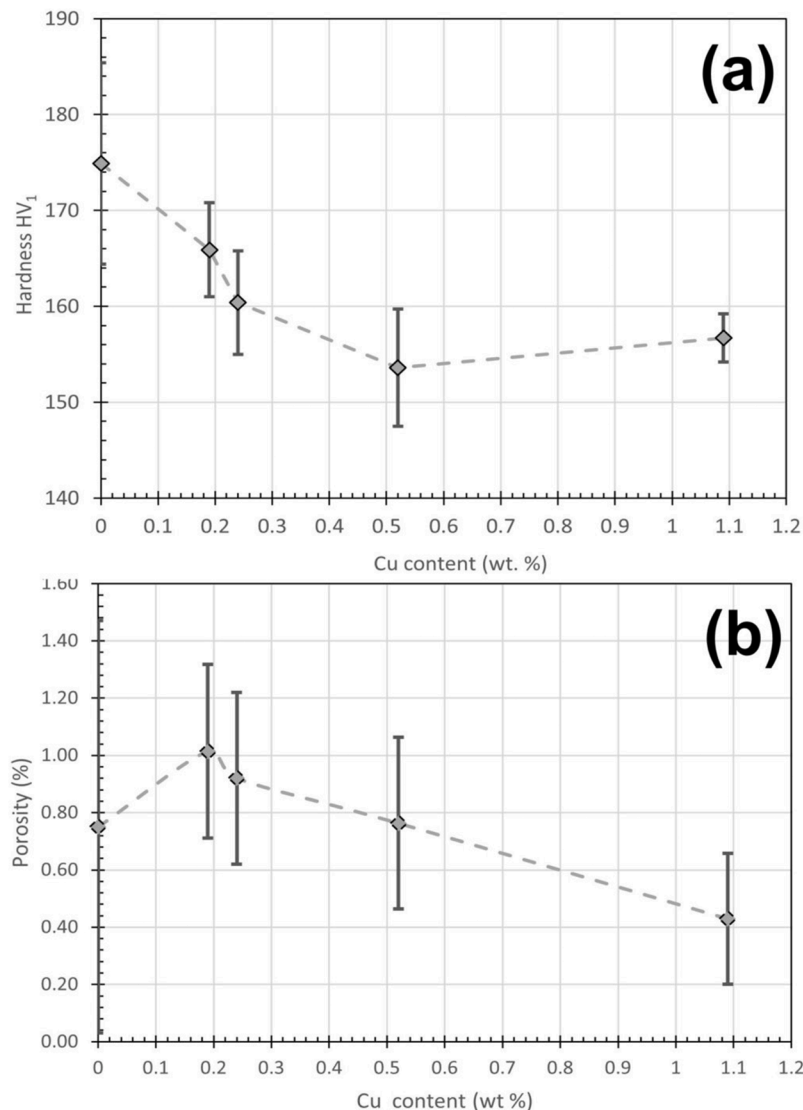 (a)
Hardness HV₁
190
180
170
160
150
140
0 0.1 0.2 0.3 0.4 0.5 0.6 0.7 0.8 0.9 1 1.1 1.2
Cu content (wt. %)
(b)
Porosity (%)
1.60
1.40
1.20
1.00
0.80
0.60
0.40
0.20
0.00
0 0.1 0.2 0.3 0.4 0.5 0.6 0.7 0.8 0.9 1 1.1 1.2
Cu content (wt %)